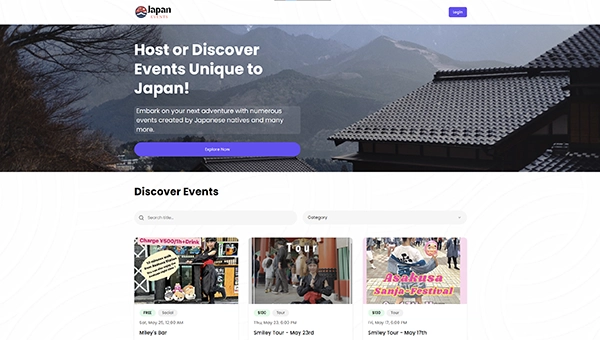 Japan
EVENTS
Login
Host or Discover
Events Unique to
Japan!
Embark on your next adventure with numerous
events created by Japanese natives and many
more.
Explore Now
Discover Events
Search title...
Category
Charge ¥500/1h+Drink
Tour
Asakusa
Sanja-Festival
FREE Social
Sat, May 25, 12:00 AM
Miley's bar
Tour
Thu, May 23, 6:00 PM
Smiley Tour - May 23rd
Tour
Fri, May 17, 6:00 PM
Smiley Tour - May 17th